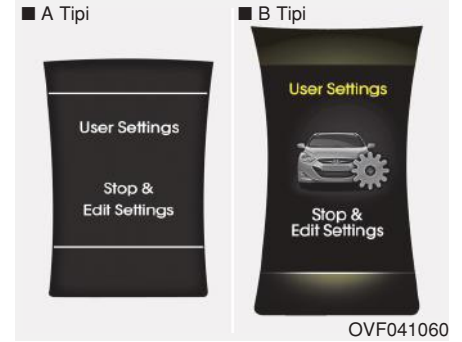 ■ A Tipi
User Settings
Stop &
Edit Settings
■ B Tipi
User Settings
Stop &
Edit Settings
OVF041060